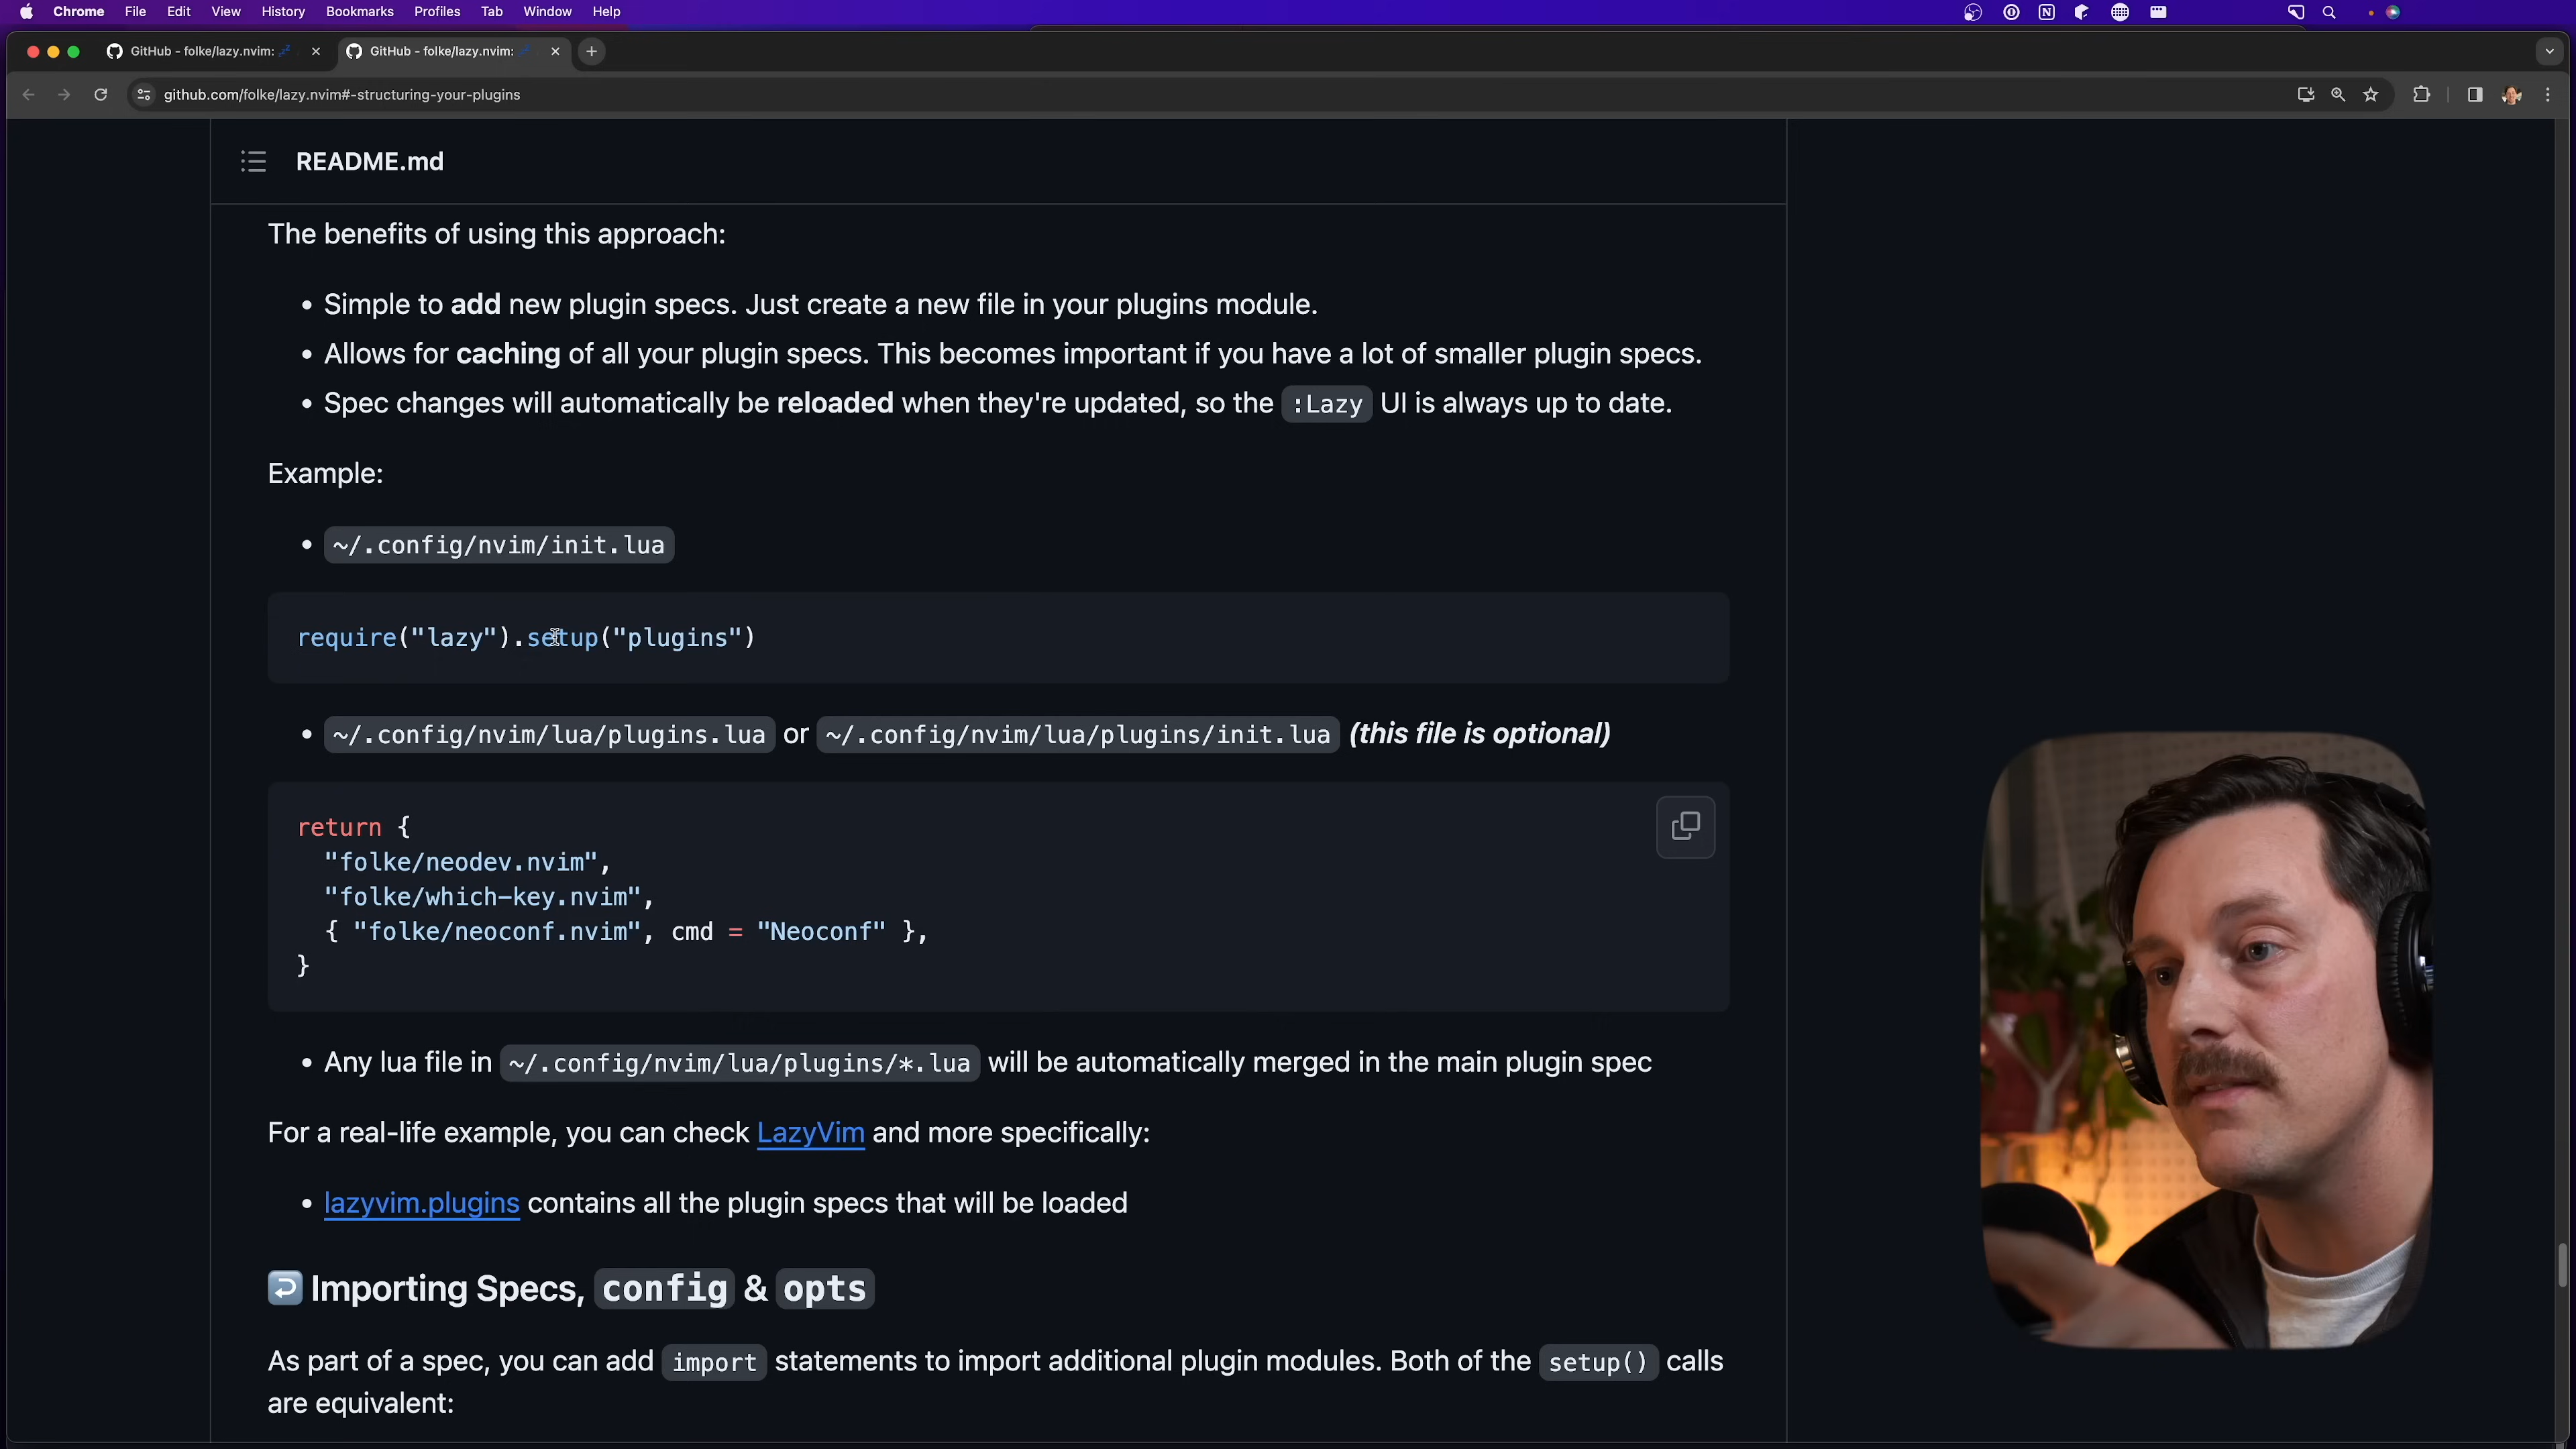 Chrome File Edit View History Bookmarks Profiles Tab Window Help
GitHub - folke/lazy.nvim: 💤
GitHub - folke/lazy.nvim: 💤
github.com/folke/lazy.nvim#-structuring-your-plugins
README.md
The benefits of using this approach:
• Simple to add new plugin specs. Just create a new file in your plugins module.
• Allows for caching of all your plugin specs. This becomes important if you have a lot of smaller plugin specs.
• Spec changes will automatically be reloaded when they're updated, so the :Lazy UI is always up to date.
Example:
• ~/.config/nvim/init.lua
require("lazy").setup("plugins")
• ~/.config/nvim/lua/plugins.lua or ~/.config/nvim/lua/plugins/init.lua (this file is optional)
return {
"folke/neodev.nvim",
"folke/which-key.nvim",
{ "folke/neoconf.nvim", cmd = "Neoconf" },
}
• Any lua file in ~/.config/nvim/lua/plugins/*.lua will be automatically merged in the main plugin spec
For a real-life example, you can check LazyVim and more specifically:
• lazyvim.plugins contains all the plugin specs that will be loaded
↩️ Importing Specs, config & opts
As part of a spec, you can add import statements to import additional plugin modules. Both of the setup() calls
are equivalent: